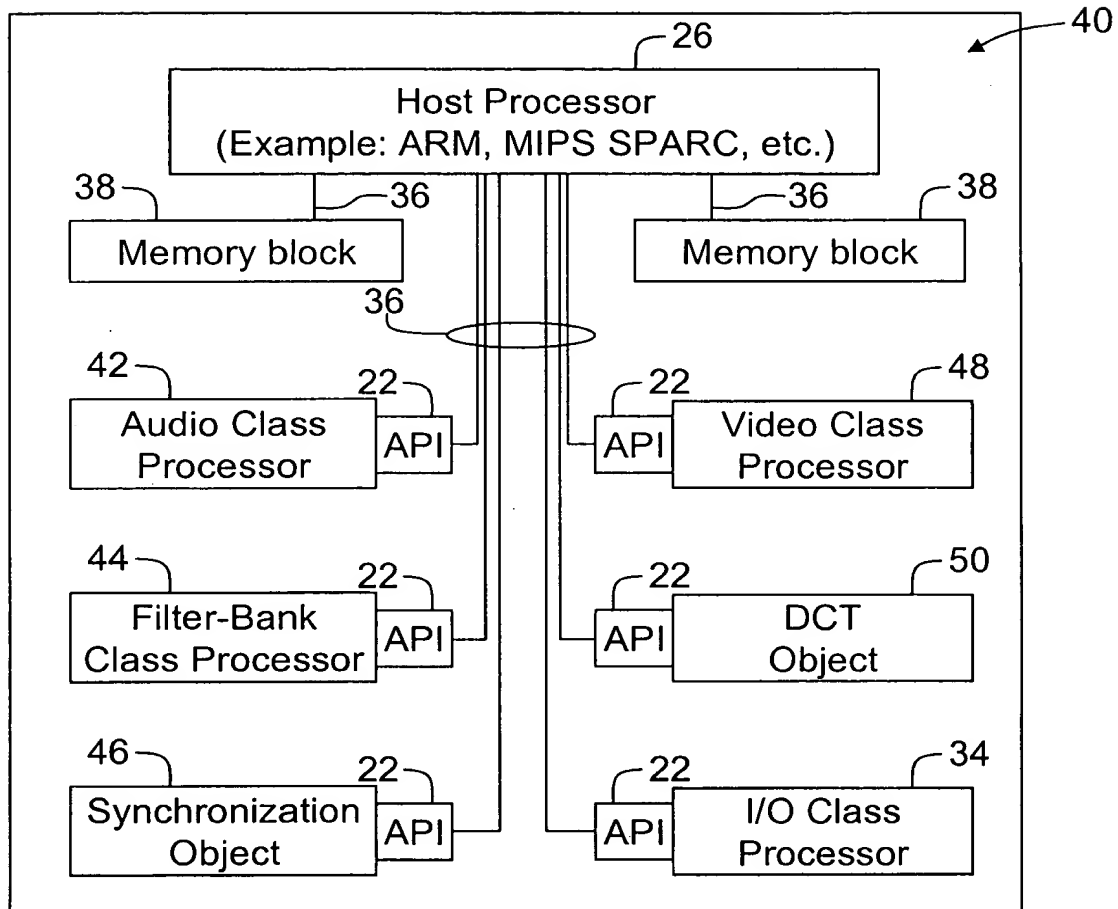 40
26
Host Processor
(Example: ARM, MIPS SPARC, etc.)
38
36
36
38
Memory block
Memory block
36
42
22
22
48
Audio Class
Processor
API
API
Video Class
Processor
44
22
22
50
Filter-Bank
Class Processor
API
API
DCT
Object
46
22
22
34
Synchronization
Object
API
API
I/O Class
Processor